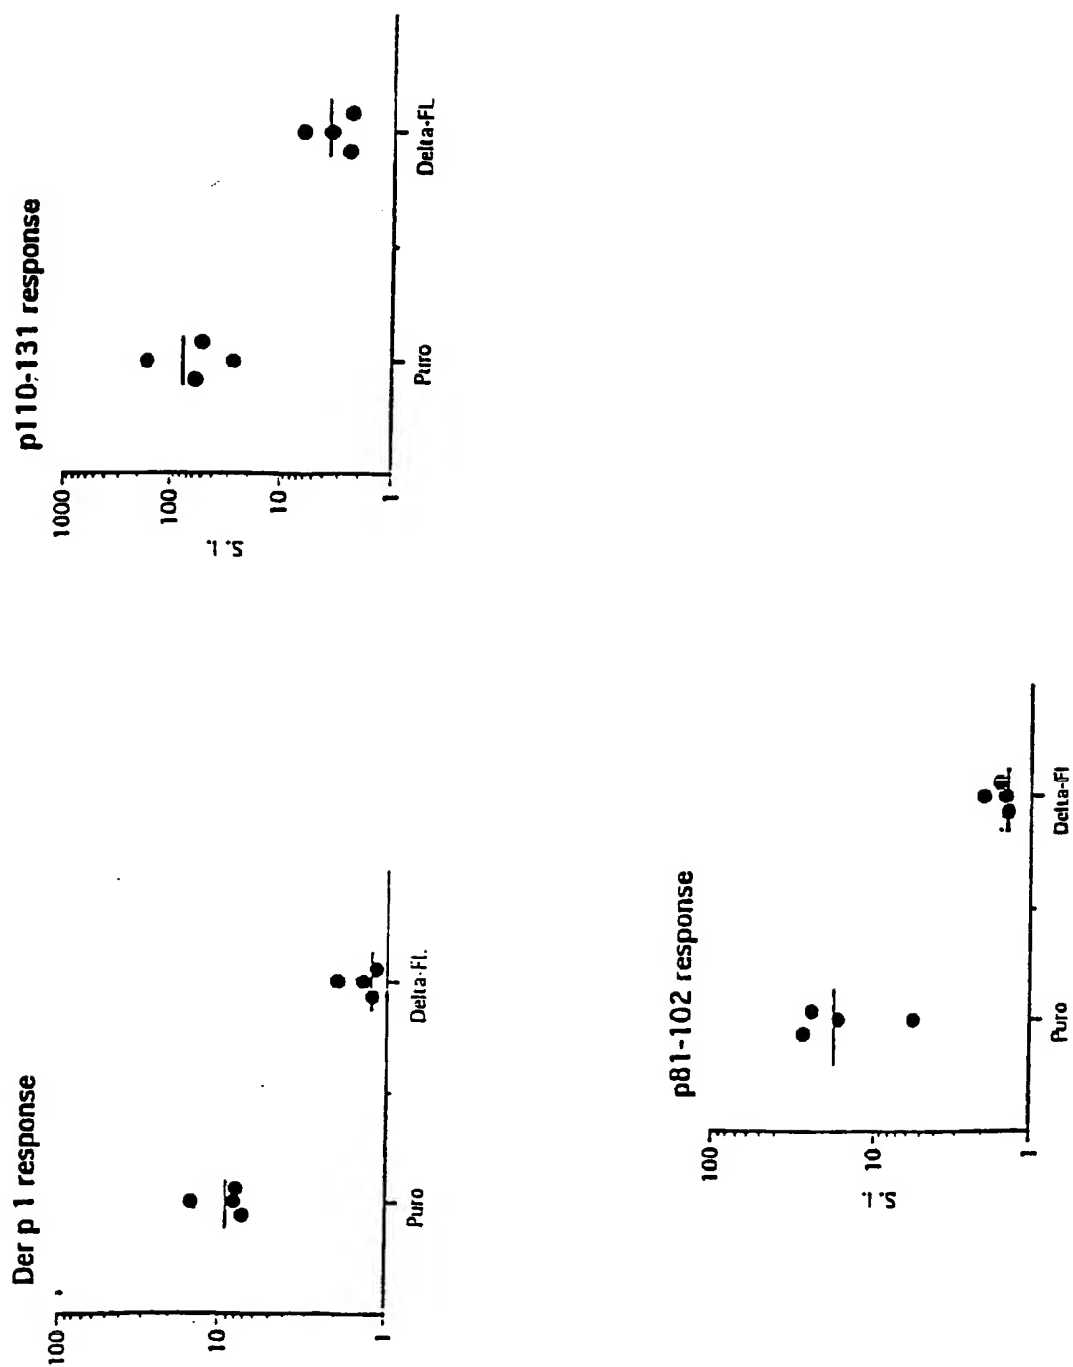 Der p 1 response
100
10
1
Puro
Delta-FL
p110-131 response
1000
100
10
1
S. I.
Puro
Delta-FL
p81-102 response
100
10
1
S. I.
Puro
Delta-Fl